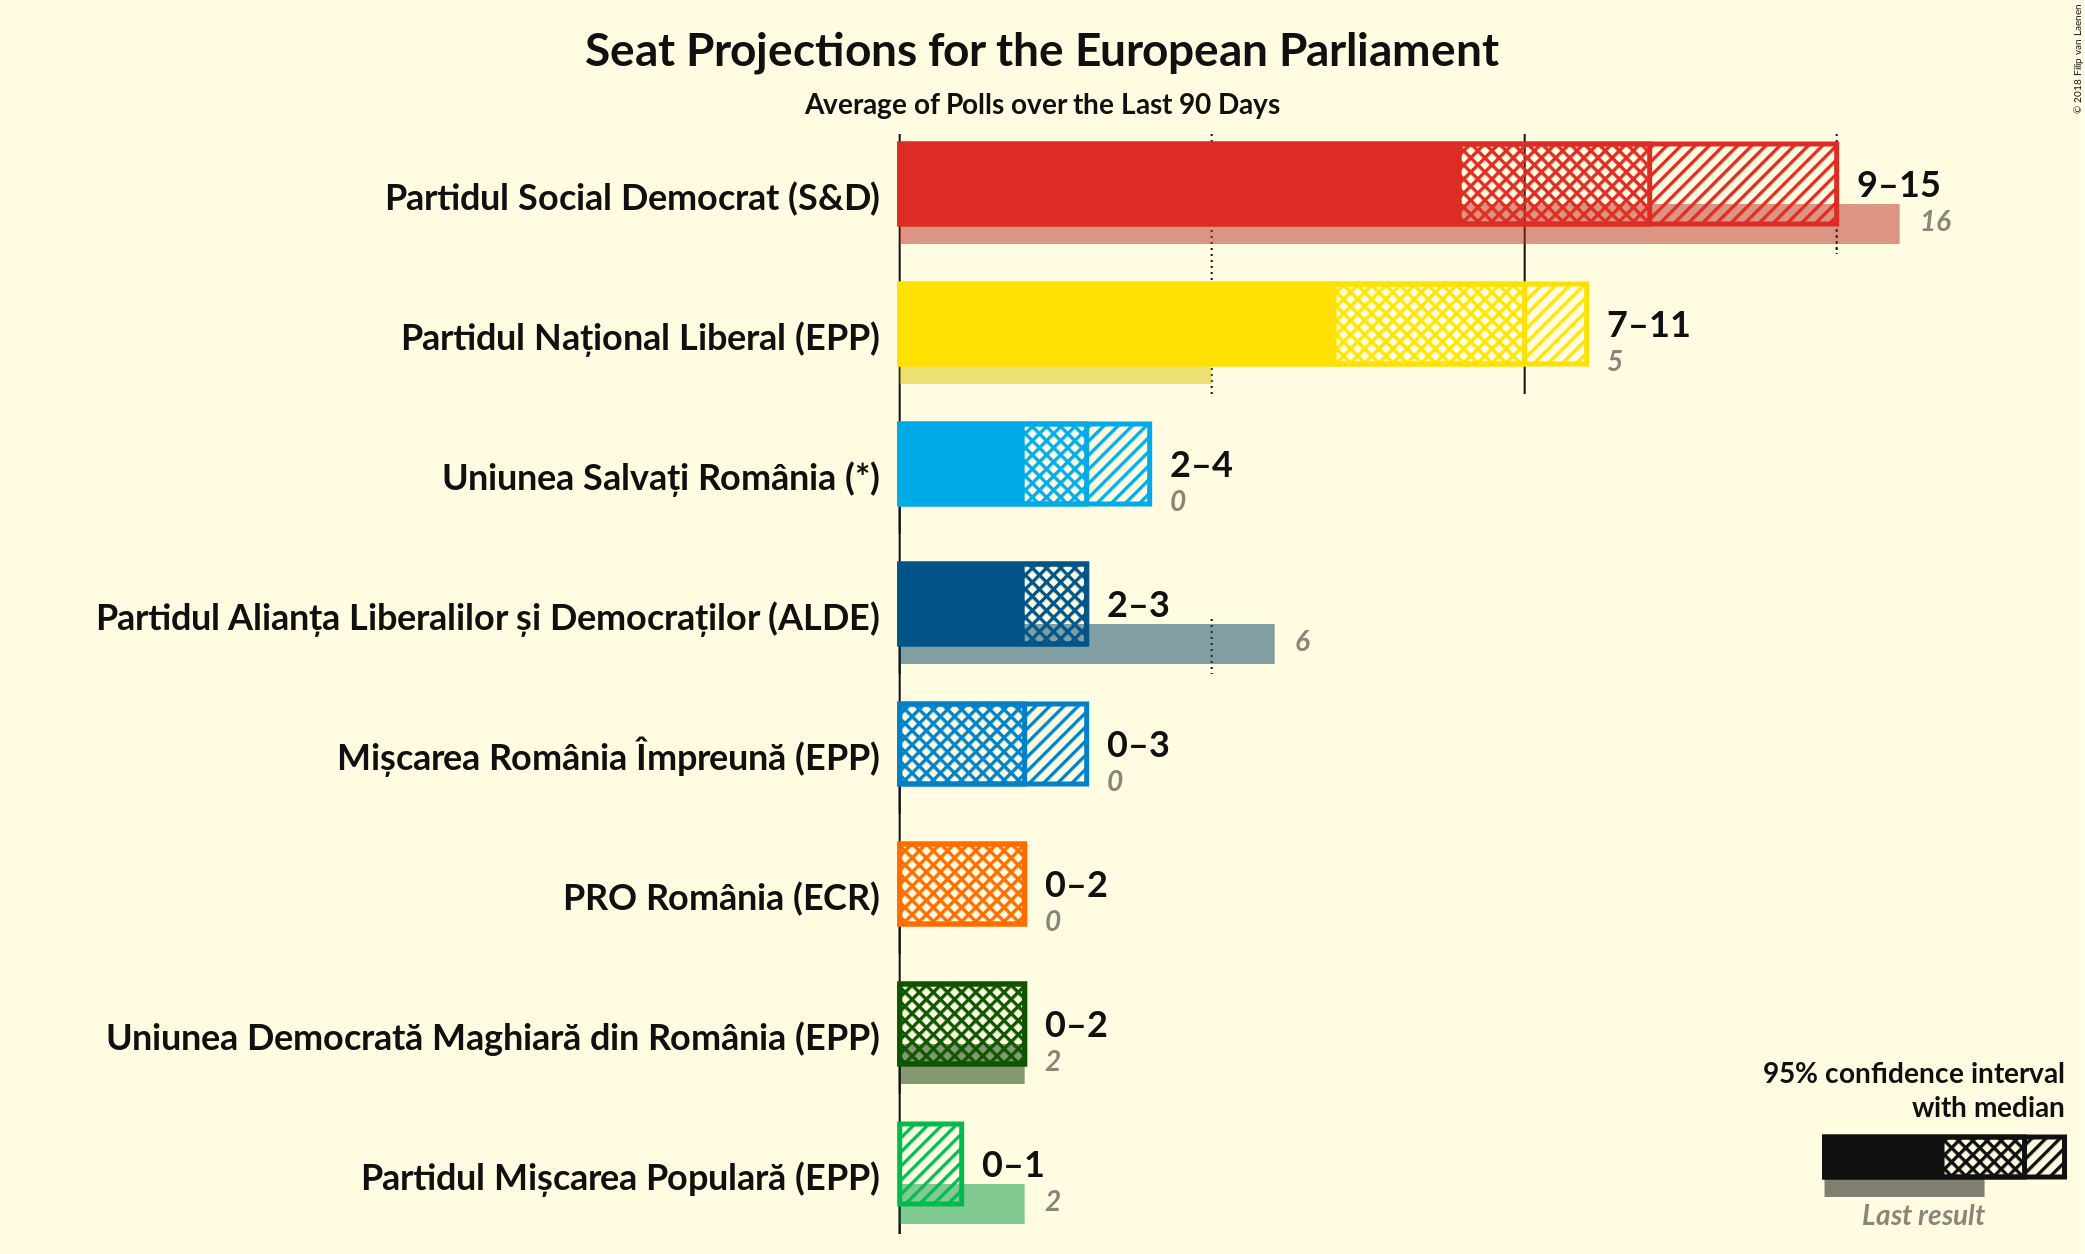 Seat Projections for the European Parliament
Average of Polls over the Last 90 Days
© 2018 Filip van Laenen
Partidul Social Democrat (S&D)
9–15
16
Partidul Național Liberal (EPP)
7–11
5
Uniunea Salvați România (*)
2–4
0
Partidul Alianța Liberalilor și Democraților (ALDE)
2–3
6
Mișcarea România Împreună (EPP)
0–3
0
PRO România (ECR)
0–2
0
Uniunea Democrată Maghiară din România (EPP)
0–2
2
Partidul Mișcarea Populară (EPP)
0–1
2
95% confidence interval
with median
Last result